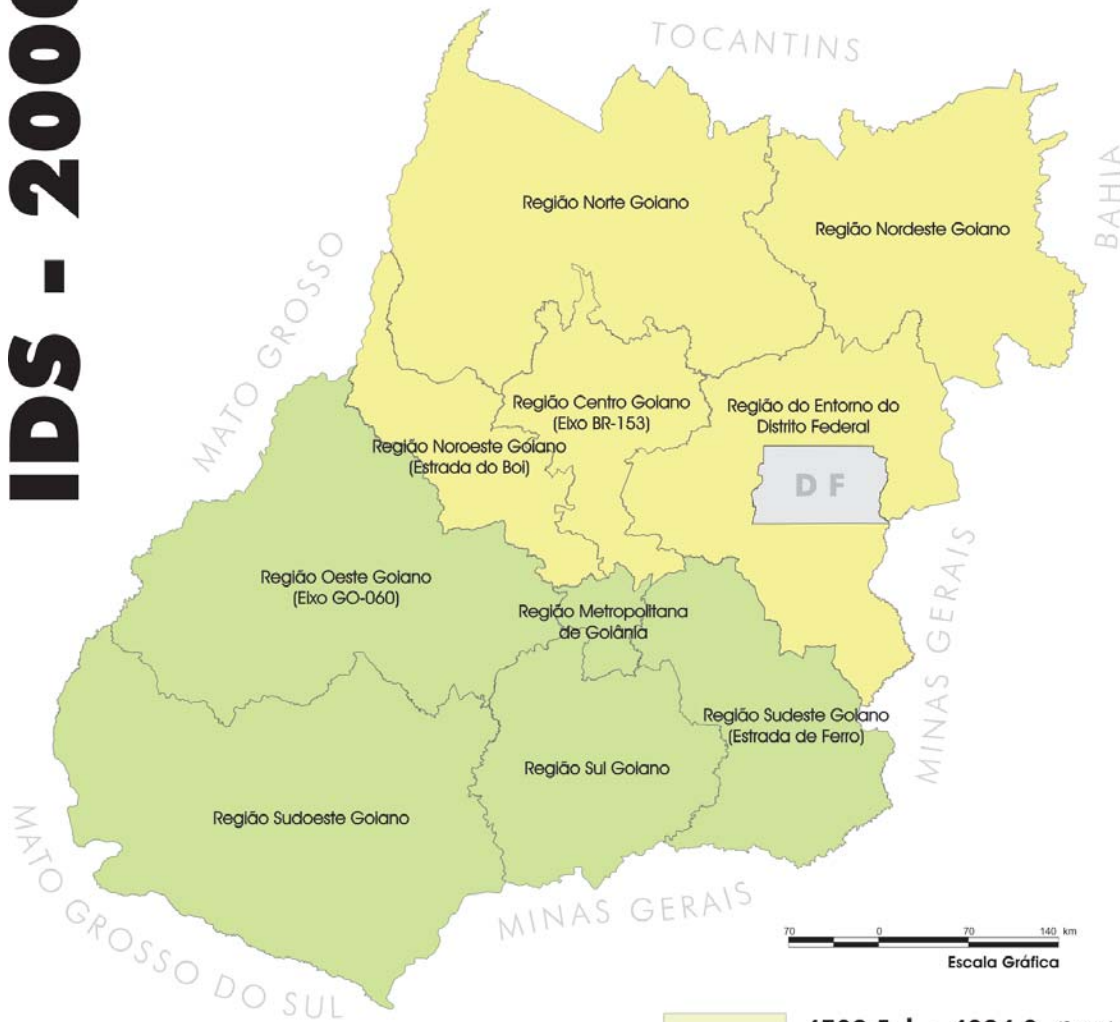 IDS - 2000
TOCANTINS
BAHIA
MATO GROSSO
Região Norte Goiano
Região Nordeste Goiano
Região Centro Goiano
(Eixo BR-153)
Região do Entorno do
Distrito Federal
Região Noroeste Goiano
(Estrada do Boi)
D F
Região Oeste Goiano
(Eixo GO-060)
Região Metropolitana
de Goiânia
MINAS GERAIS
Região Sudeste Goiano
(Estrada de Ferro)
Região Sul Goiano
Região Sudoeste Goiano
MATO GROSSO DO SUL
MINAS GERAIS
70 0 70 140 km
Escala Gráfica